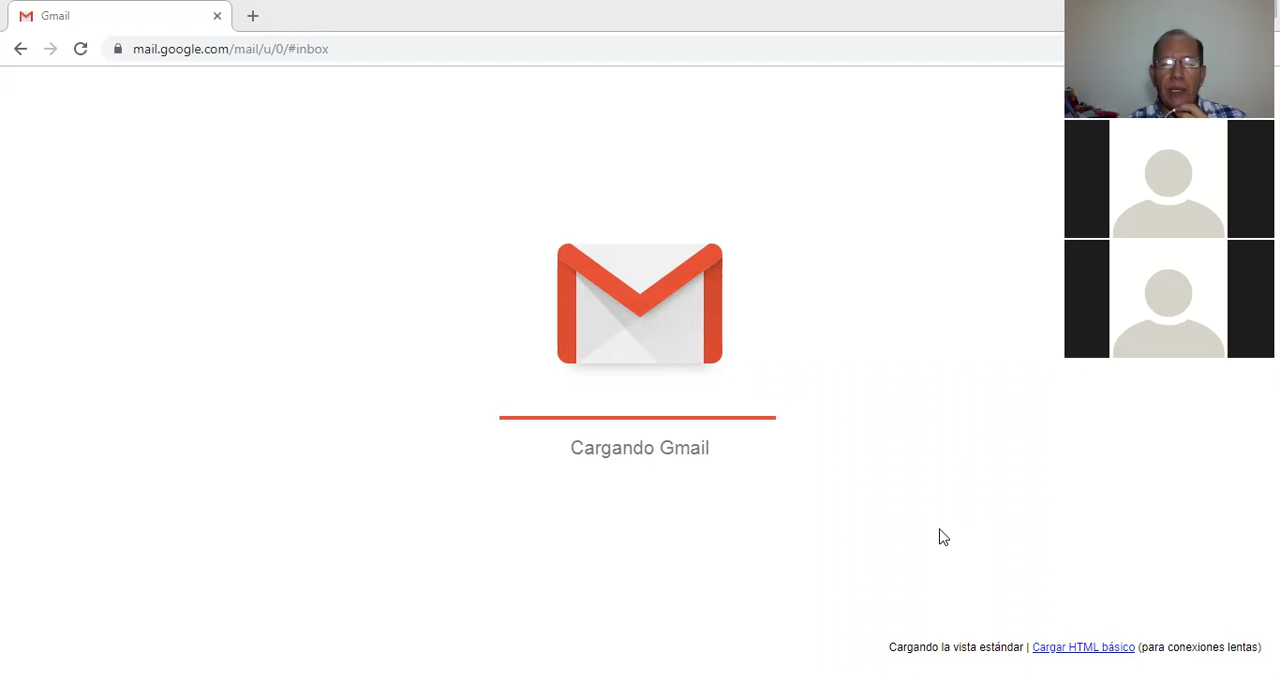 Gmail
mail.google.com/mail/u/0/#inbox
Cargando Gmail
Cargando la vista estándar | Cargar HTML básico (para conexiones lentas)